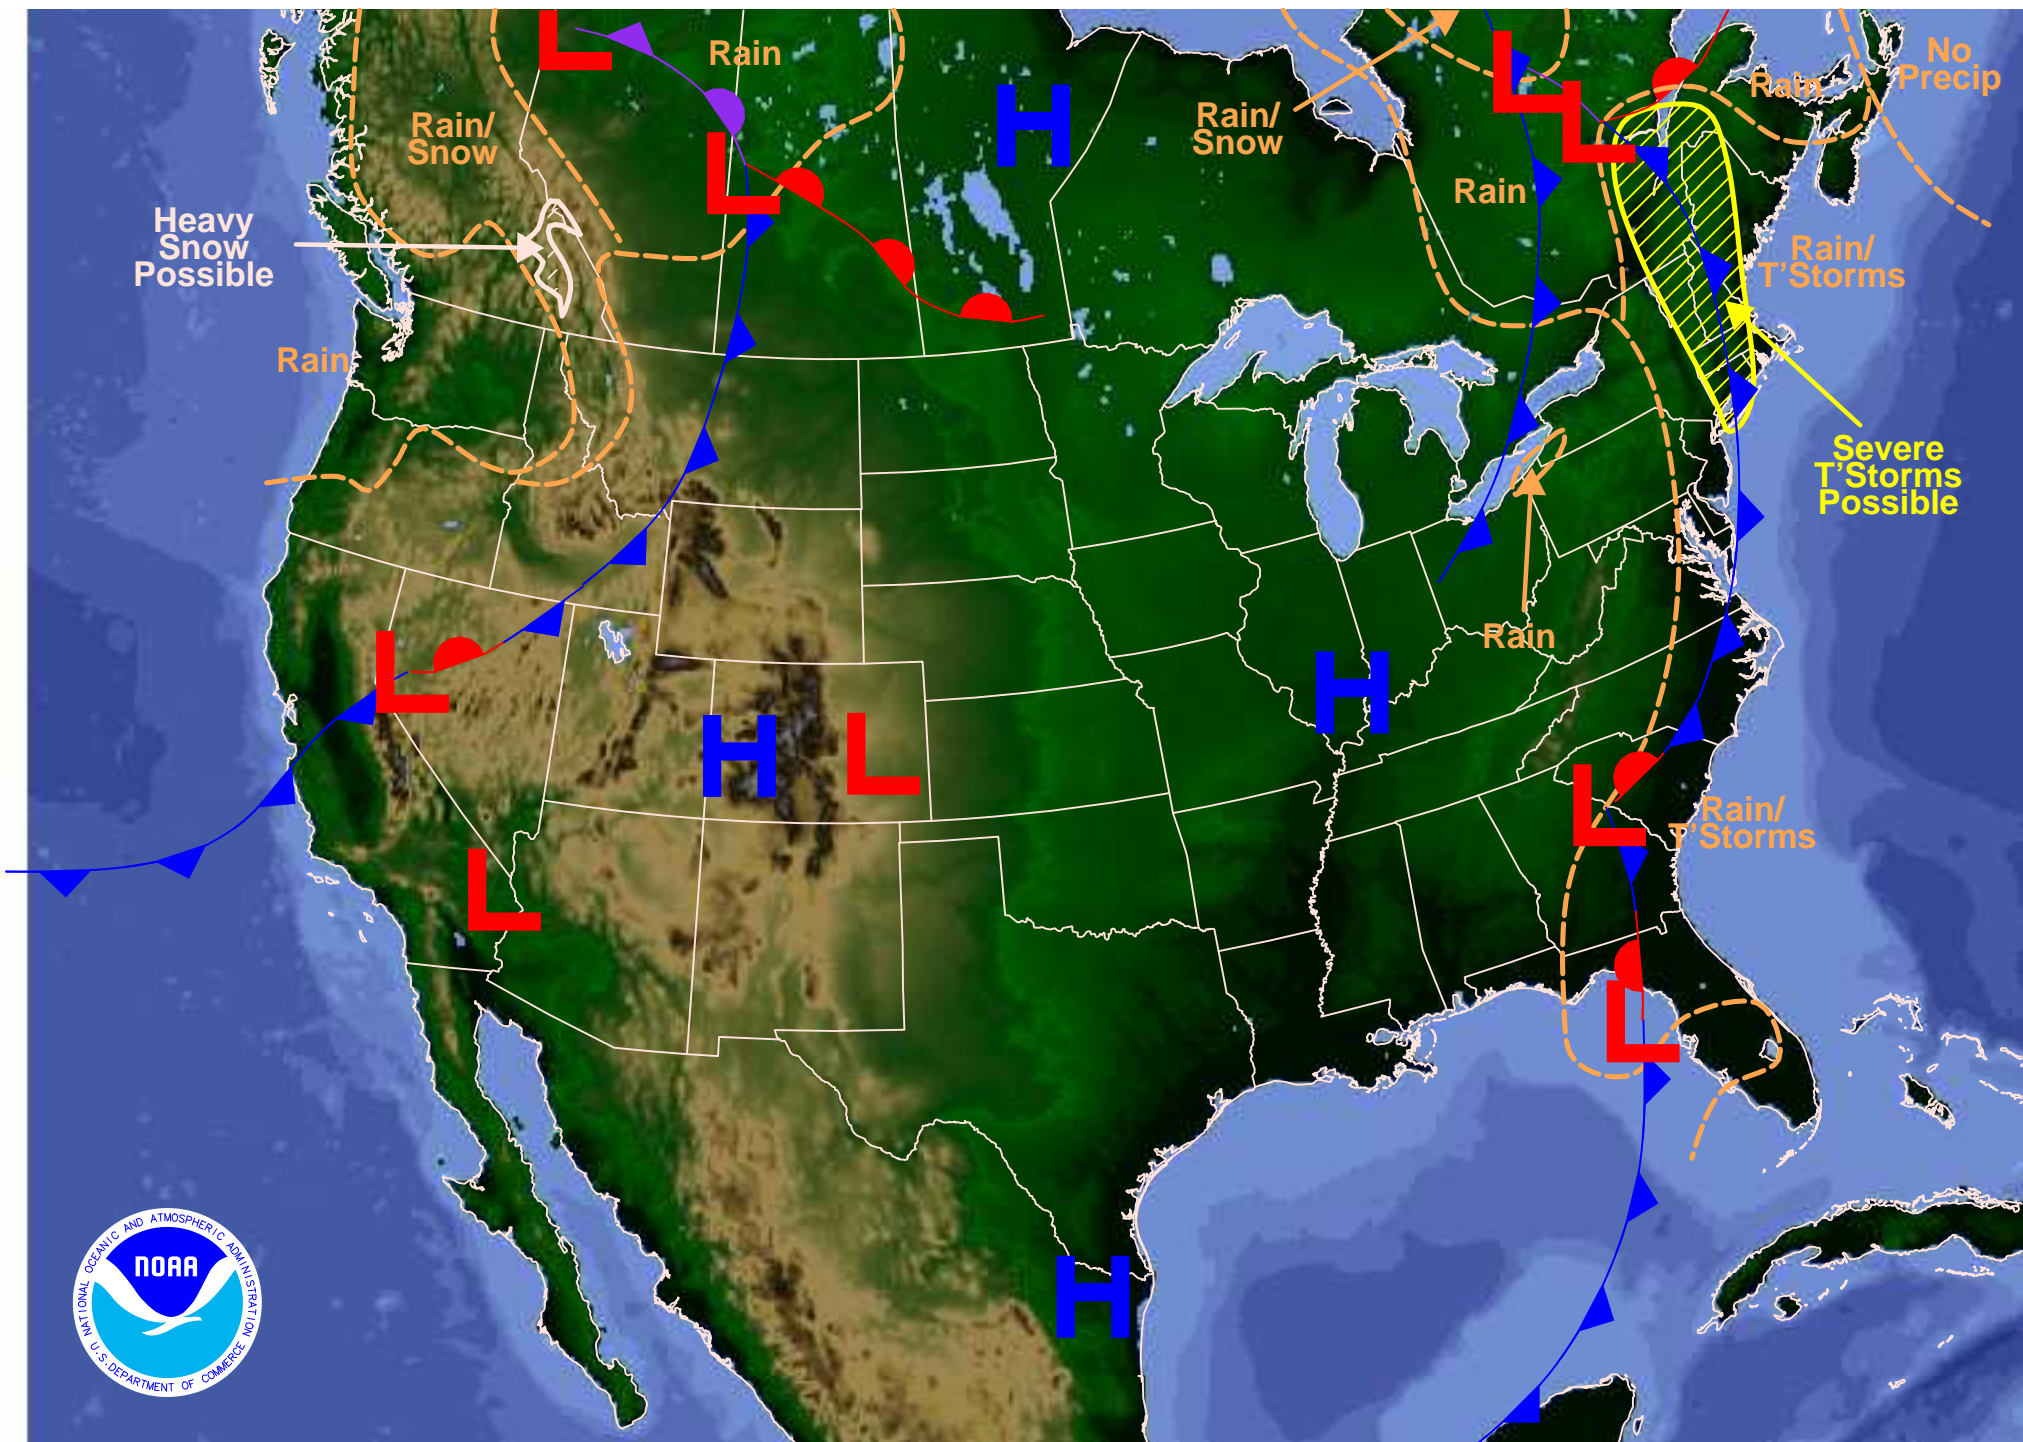 L
Rain
No
Precip
Rain
H
L
L
Rain/
Snow
Rain/
Snow
L
Rain
Heavy
Snow
Possible
Rain/
T'Storms
Rain
Severe
T'Storms
Possible
Rain
L
H
H
L
L
Rain/
T'Storms
L
L
H
NOAA
NATIONAL OCEANIC AND ATMOSPHERIC ADMINISTRATION
U.S. DEPARTMENT OF COMMERCE